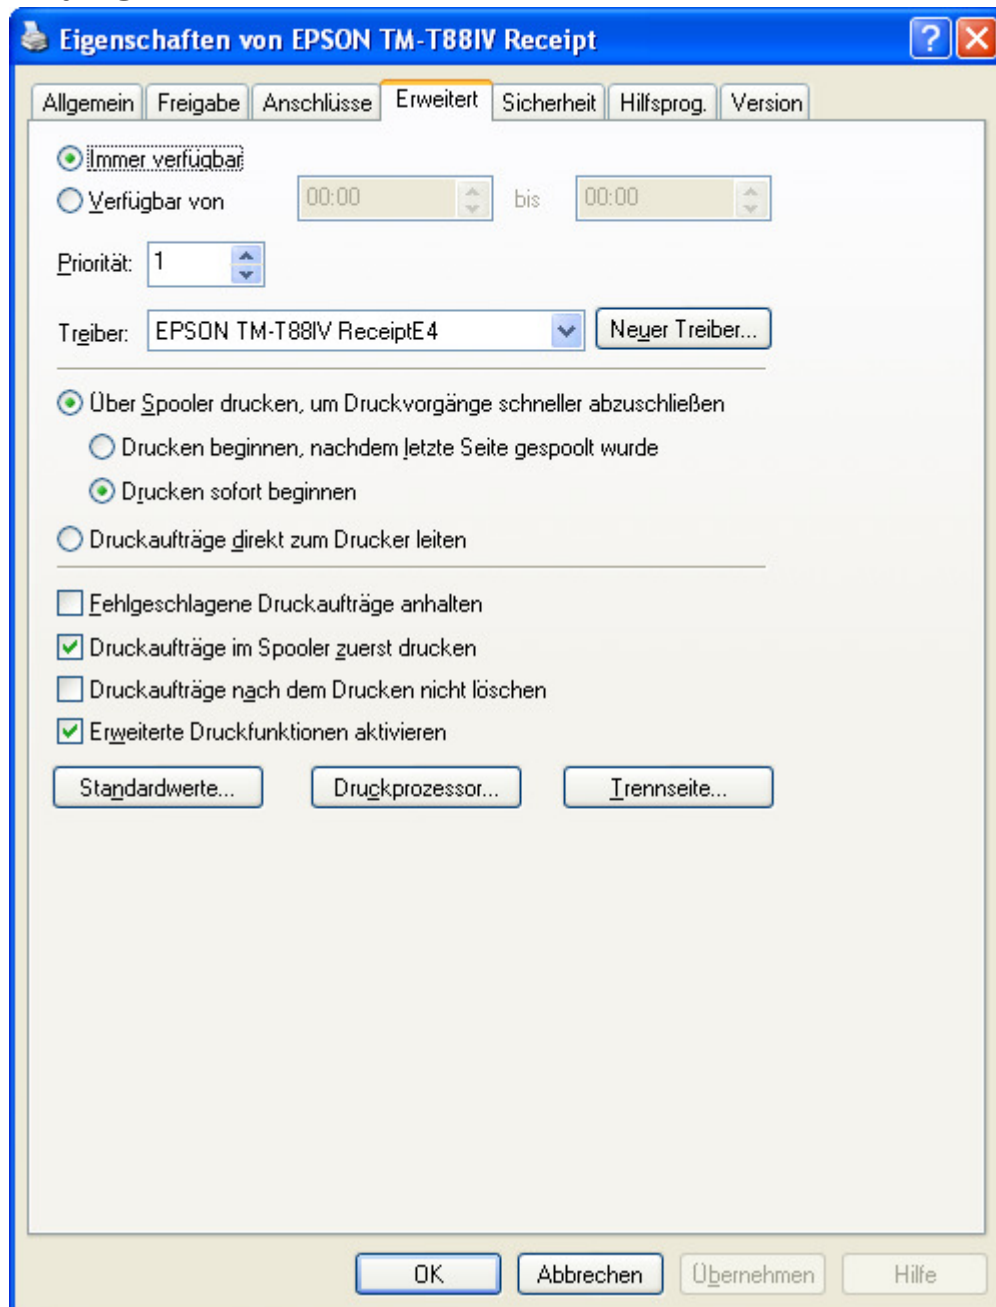 Eigenschaften von EPSON TM-T88IV Receipt
Allgemein Freigabe Anschlüsse Erweitert Sicherheit Hilfsprog. Version
Immer verfügbar
Verfügbar von 00:00 bis 00:00
Priorität: 1
Treiber: EPSON TM-T88IV ReceiptE4 Neuer Treiber...
Über Spooler drucken, um Druckvorgänge schneller abzuschließen
Drucken beginnen, nachdem letzte Seite gespoolt wurde
Drucken sofort beginnen
Druckaufträge direkt zum Drucker leiten
Fehlgeschlagene Druckaufträge anhalten
Druckaufträge im Spooler zuerst drucken
Druckaufträge nach dem Drucken nicht löschen
Erweiterte Druckfunktionen aktivieren
Standardwerte... Druckprozessor... Trennseite...
OK Abbrechen Übernehmen Hilfe